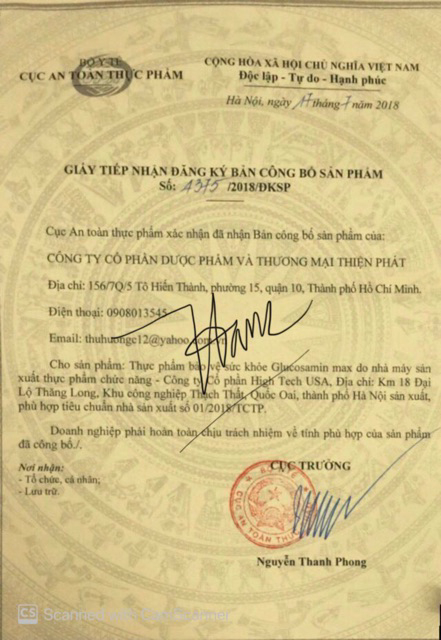 BỘ Y TẾ
CỤC AN TOÀN THỰC PHẨM
CỘNG HÒA XÃ HỘI CHỦ NGHĨA VIỆT NAM
Độc lập - Tự do - Hạnh phúc
Hà Nội, ngày 17 tháng 7 năm 2018
GIẤY TIẾP NHẬN ĐĂNG KÝ BẢN CÔNG BỐ SẢN PHẨM
Số: 4375 /2018/ĐKSP
Cục An toàn thực phẩm xác nhận đã nhận Bản công bố sản phẩm của:
CÔNG TY CỔ PHẦN DƯỢC PHẨM VÀ THƯƠNG MẠI THIỆN PHÁT
Địa chỉ: 156/7Q/5 Tô Hiến Thành, phường 15, quận 10, Thành phố Hồ Chí Minh.
Điện thoại: 0908013545
Email: thuhuongc12@yahoo.com.vn
Cho sản phẩm: Thực phẩm bảo vệ sức khỏe Glucosamin max do nhà máy
sản xuất thực phẩm chức năng - Công ty Cổ phần High Tech USA, Địa chỉ: Km 18 Đại
Lộ Thăng Long, Khu công nghiệp Thạch Thất, Quốc Oai, thành phố Hà Nội sản xuất,
phù hợp tiêu chuẩn nhà sản xuất số 01/2018/TCTP.
Doanh nghiệp phải hoàn toàn chịu trách nhiệm về tính phù hợp của sản phẩm
đã công bố./.
Nơi nhận:
- Tổ chức, cá nhân;
- Lưu trữ.
CỤC TRƯỞNG
Nguyễn Thanh Phong
CS Scanned with CamScanner